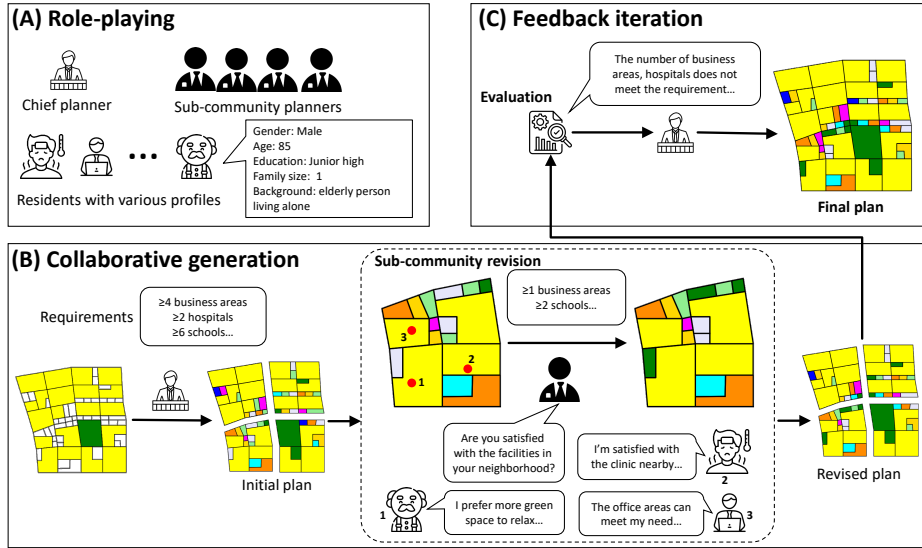 (A) Role-playing
Chief planner
Sub-community planners
Gender: Male
Age: 85
Education: Junior high
Family size: 1
Background: elderly person
living alone
Residents with various profiles
(C) Feedback iteration
The number of business
areas, hospitals does not
meet the requirement...
Evaluation
Final plan
(B) Collaborative generation
Requirements
≥4 business areas
≥2 hospitals
≥6 schools...
Initial plan
Sub-community revision
≥1 business areas
≥2 schools...
3
2
1
Are you satisfied
with the facilities in
your neighborhood?
I'm satisfied with
the clinic nearby...
2
1
I prefer more green
space to relax...
The office areas can
meet my need...
3
Revised plan